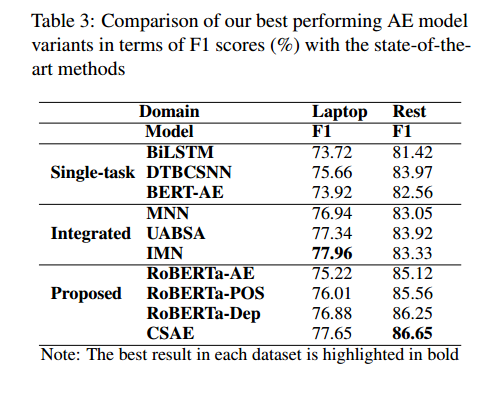 Table 3: Comparison of our best performing AE model
variants in terms of F1 scores (%) with the state-of-the-
art methods
Domain Laptop Rest
Model F1 F1
BiLSTM 73.72 81.42
Single-task DTBCSNN 75.66 83.97
BERT-AE 73.92 82.56
MNN 76.94 83.05
Integrated UABSA 77.34 83.92
IMN 77.96 83.33
RoBERTa-AE 75.22 85.12
Proposed RoBERTa-POS 76.01 85.56
RoBERTa-Dep 76.88 86.25
CSAE 77.65 86.65
Note: The best result in each dataset is highlighted in bold